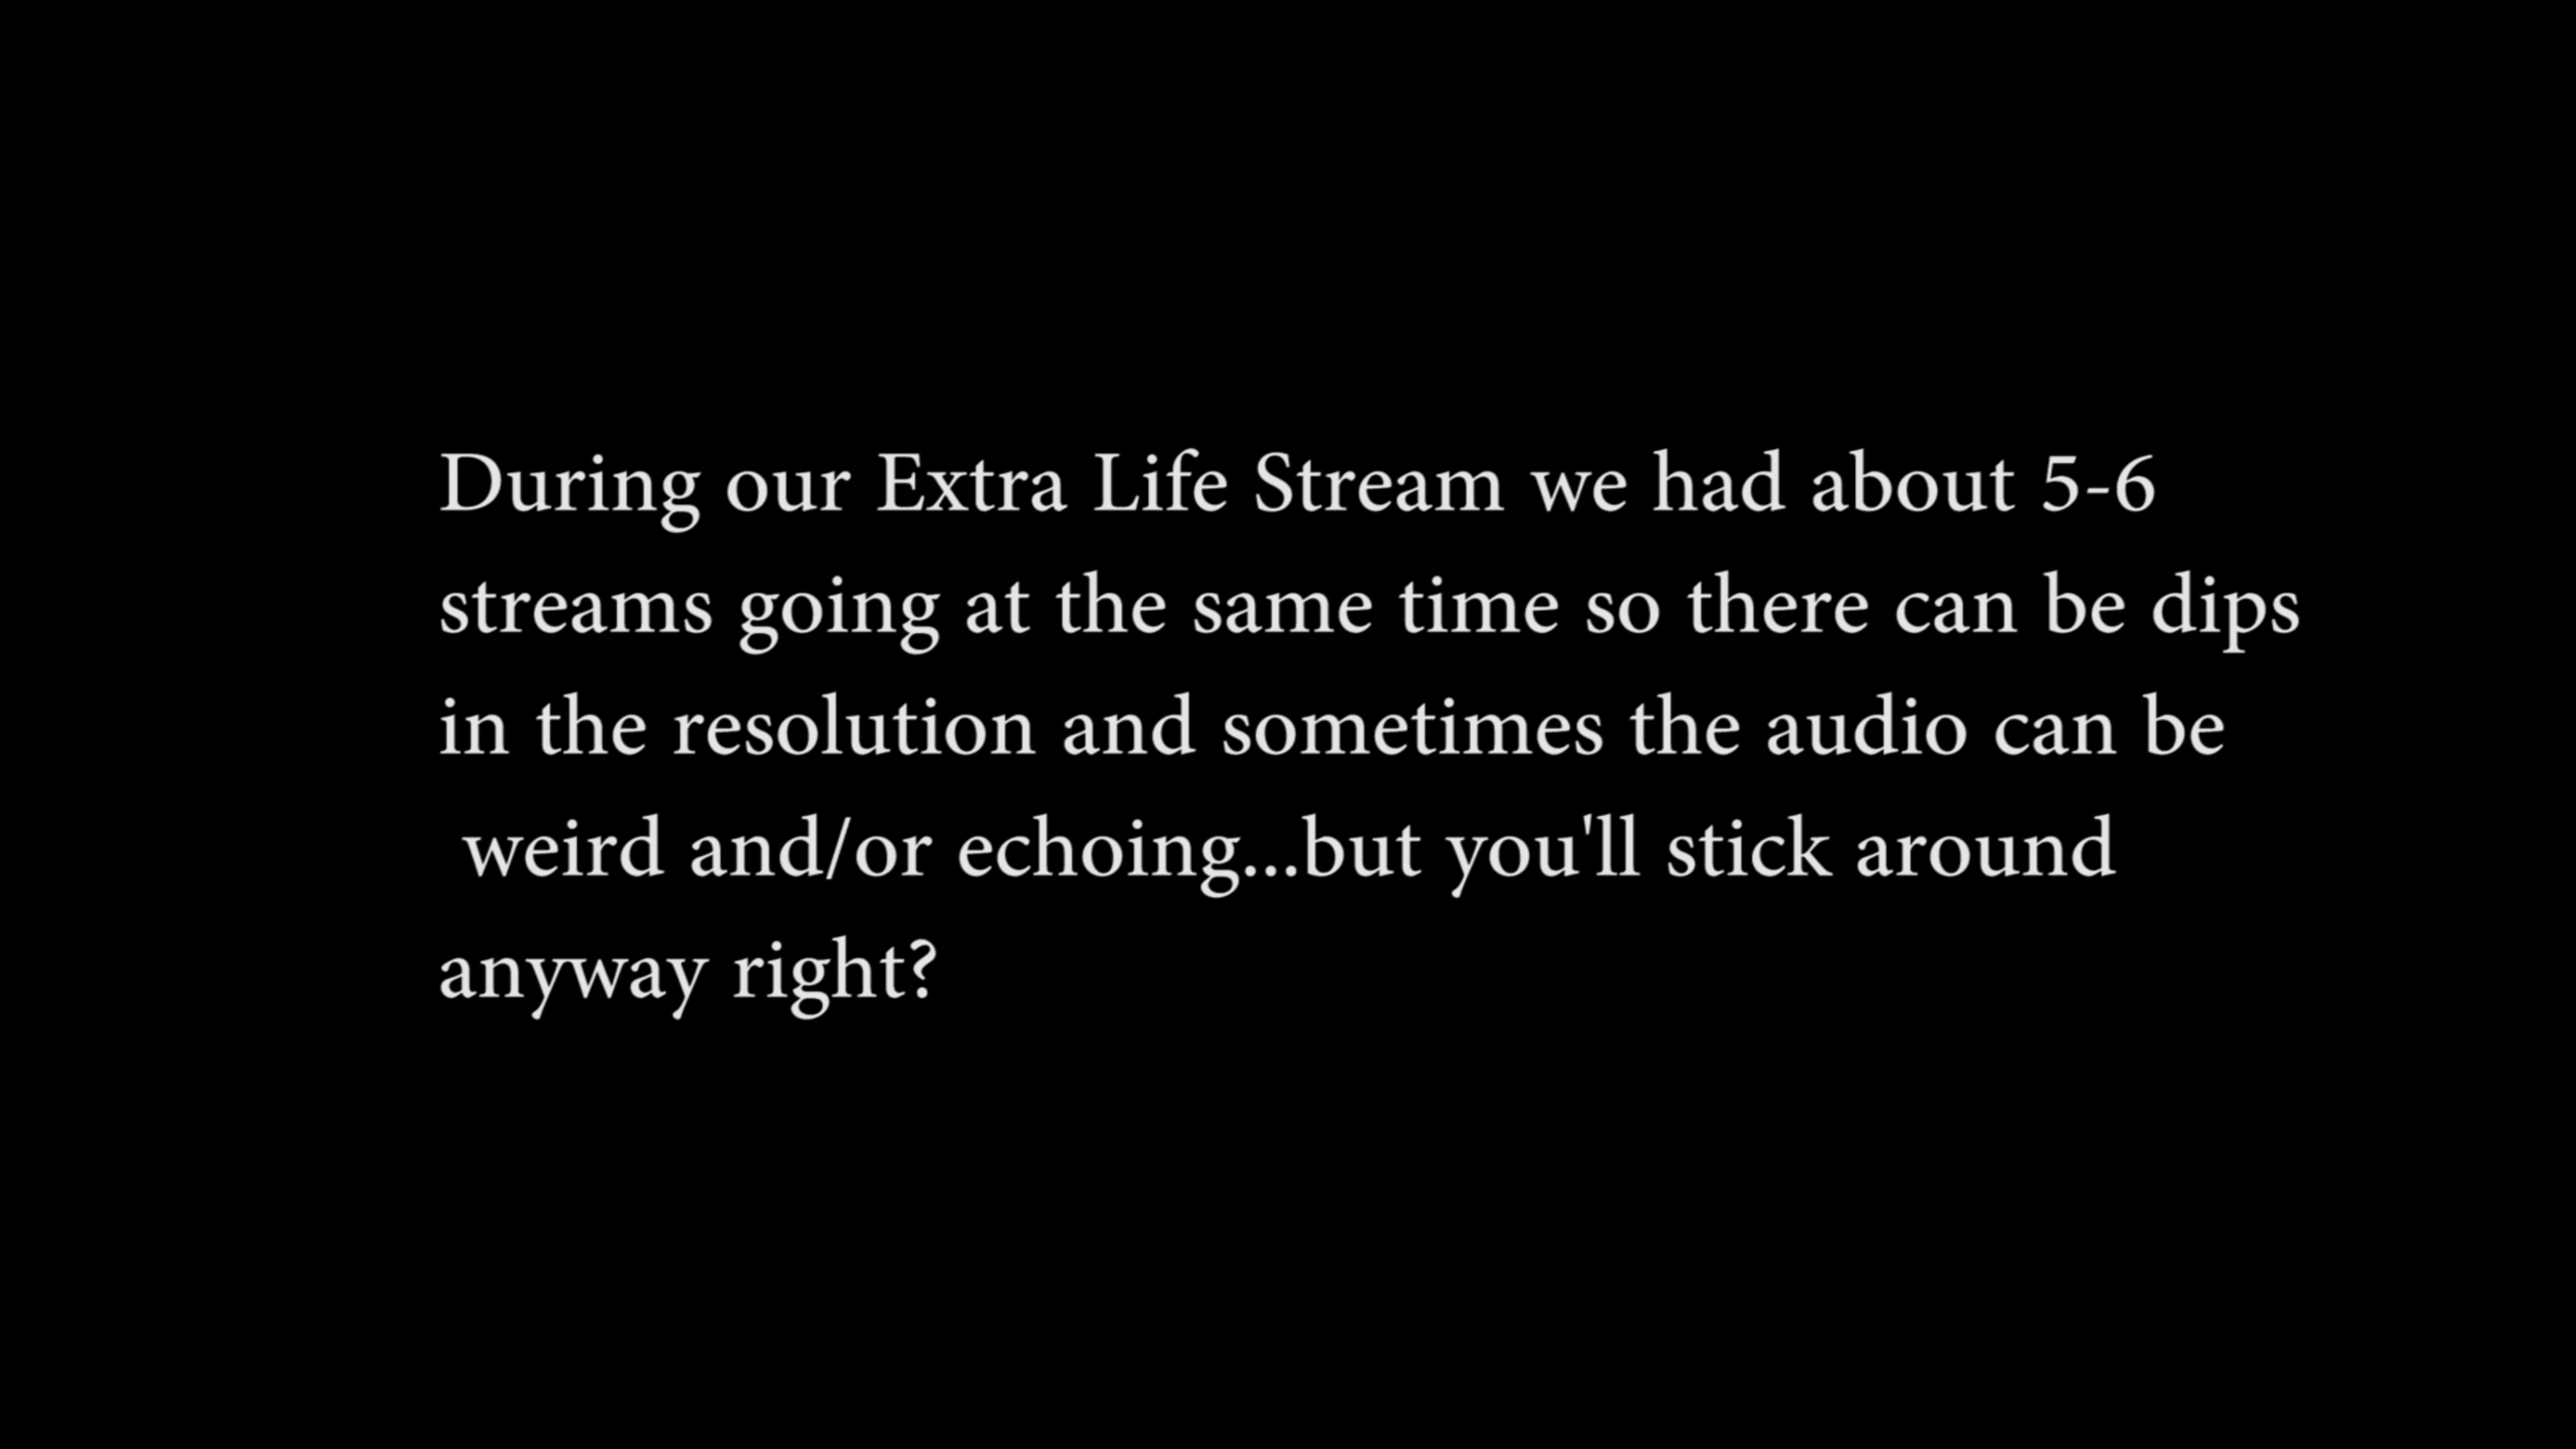 During our Extra Life Stream we had about 5-6
streams going at the same time so there can be dips
in the resolution and sometimes the audio can be
weird and/or echoing...but you'll stick around
anyway right?